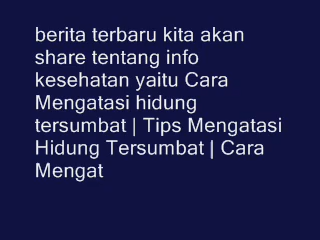 berita terbaru kita akan
share tentang info
kesehatan yaitu Cara
Mengatasi hidung
tersumbat | Tips Mengatasi
Hidung Tersumbat | Cara
Mengat